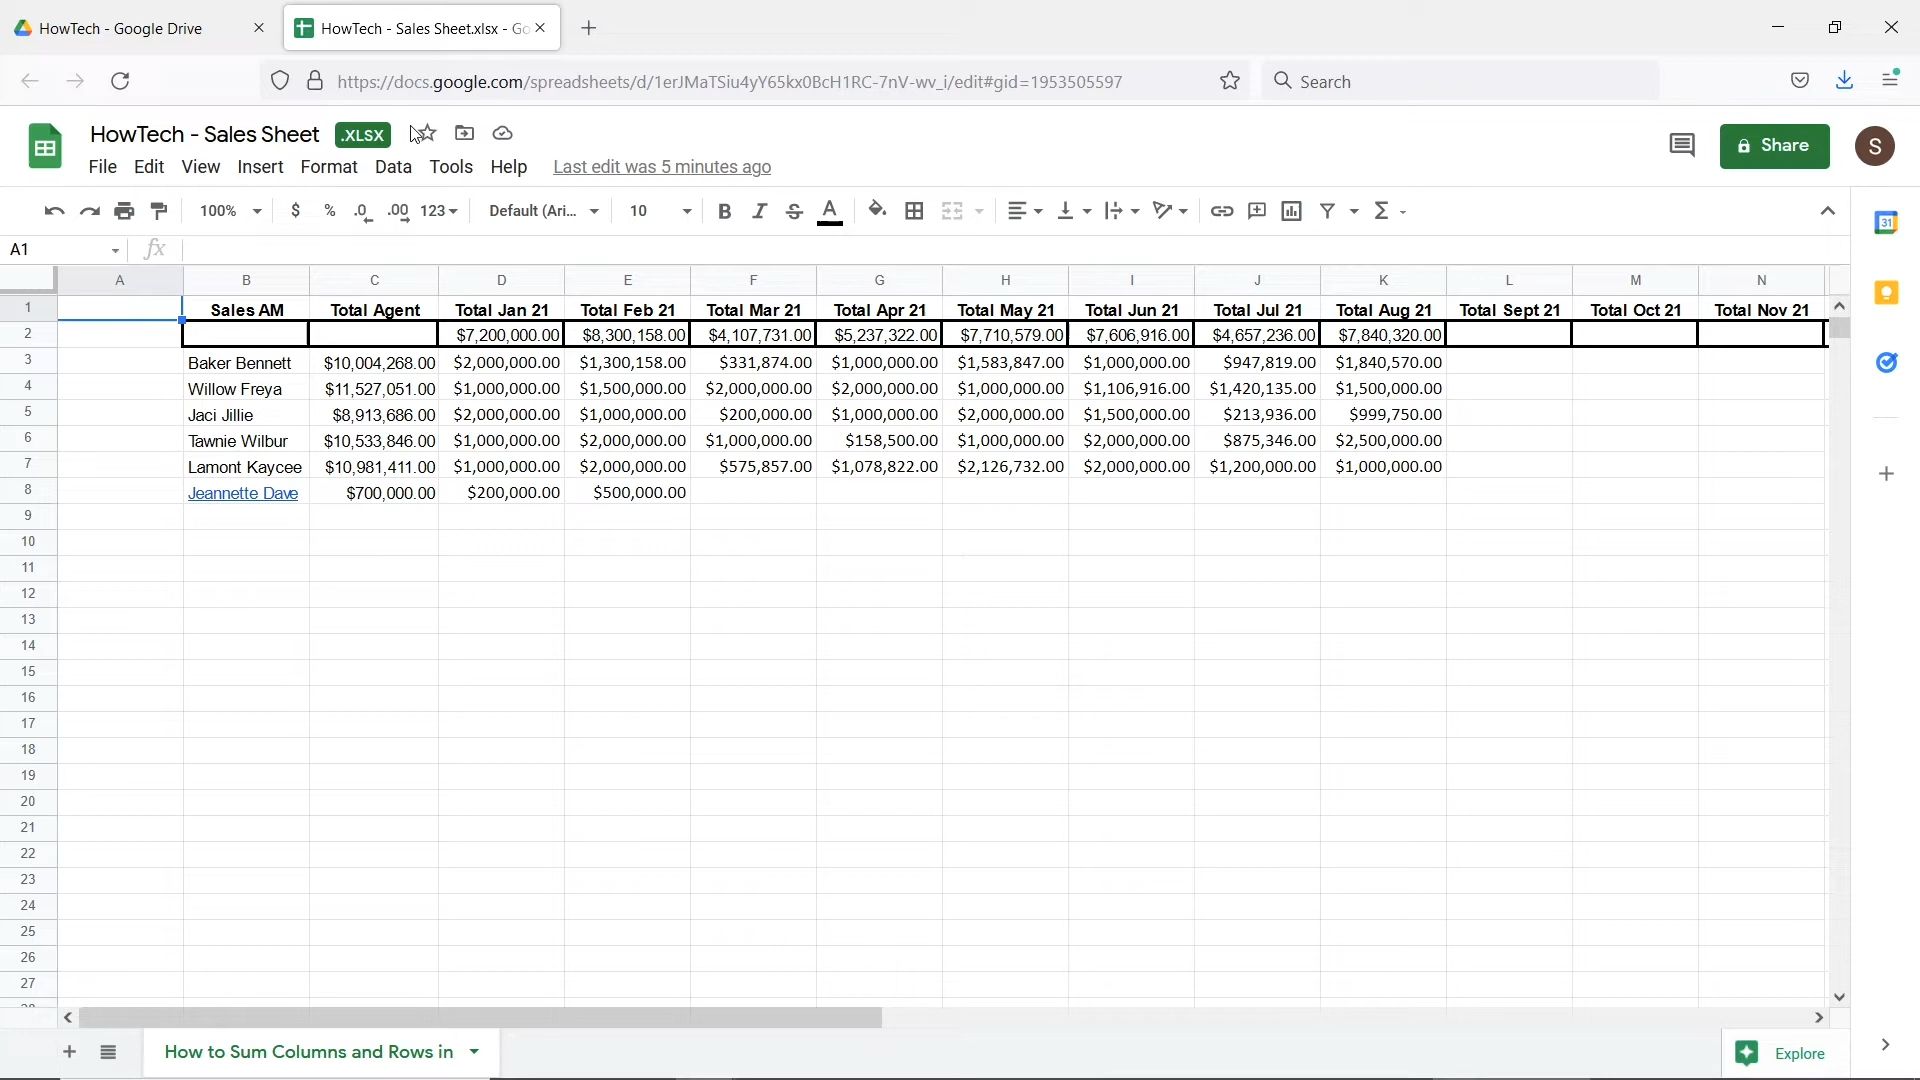 HowTech - Google Drive
HowTech - Sales Sheet.xlsx - Go
https://docs.google.com/spreadsheets/d/1erJMaTSiu4yY65kx0BcH1RC-7nV-wv_i/edit#gid=1953505597
Search
HowTech - Sales Sheet .XLSX
Share
S
File Edit View Insert Format Data Tools Help Last edit was 5 minutes ago
100% $ % .0 .00 123 Default (Ari... 10 B I S A Σ
31
A1 fx
A B C D E F G H I J K L M N
1 Sales AM Total Agent Total Jan 21 Total Feb 21 Total Mar 21 Total Apr 21 Total May 21 Total Jun 21 Total Jul 21 Total Aug 21 Total Sept 21 Total Oct 21 Total Nov 21
2 $7,200,000.00 $8,300,158.00 $4,107,731.00 $5,237,322.00 $7,710,579.00 $7,606,916.00 $4,657,236.00 $7,840,320.00
3 Baker Bennett $10,004,268.00 $2,000,000.00 $1,300,158.00 $331,874.00 $1,000,000.00 $1,583,847.00 $1,000,000.00 $947,819.00 $1,840,570.00
4 Willow Freya $11,527,051.00 $1,000,000.00 $1,500,000.00 $2,000,000.00 $2,000,000.00 $1,000,000.00 $1,106,916.00 $1,420,135.00 $1,500,000.00
5 Jaci Jillie $8,913,686.00 $2,000,000.00 $1,000,000.00 $200,000.00 $1,000,000.00 $2,000,000.00 $1,500,000.00 $213,936.00 $999,750.00
6 Tawnie Wilbur $10,533,846.00 $1,000,000.00 $2,000,000.00 $1,000,000.00 $158,500.00 $1,000,000.00 $2,000,000.00 $875,346.00 $2,500,000.00
7 Lamont Kaycee $10,981,411.00 $1,000,000.00 $2,000,000.00 $575,857.00 $1,078,822.00 $2,126,732.00 $2,000,000.00 $1,200,000.00 $1,000,000.00
8 Jeannette Dave $700,000.00 $200,000.00 $500,000.00
9
10
11
12
13
14
15
16
17
18
19
20
21
22
23
24
25
26
27
28
How to Sum Columns and Rows in
Explore